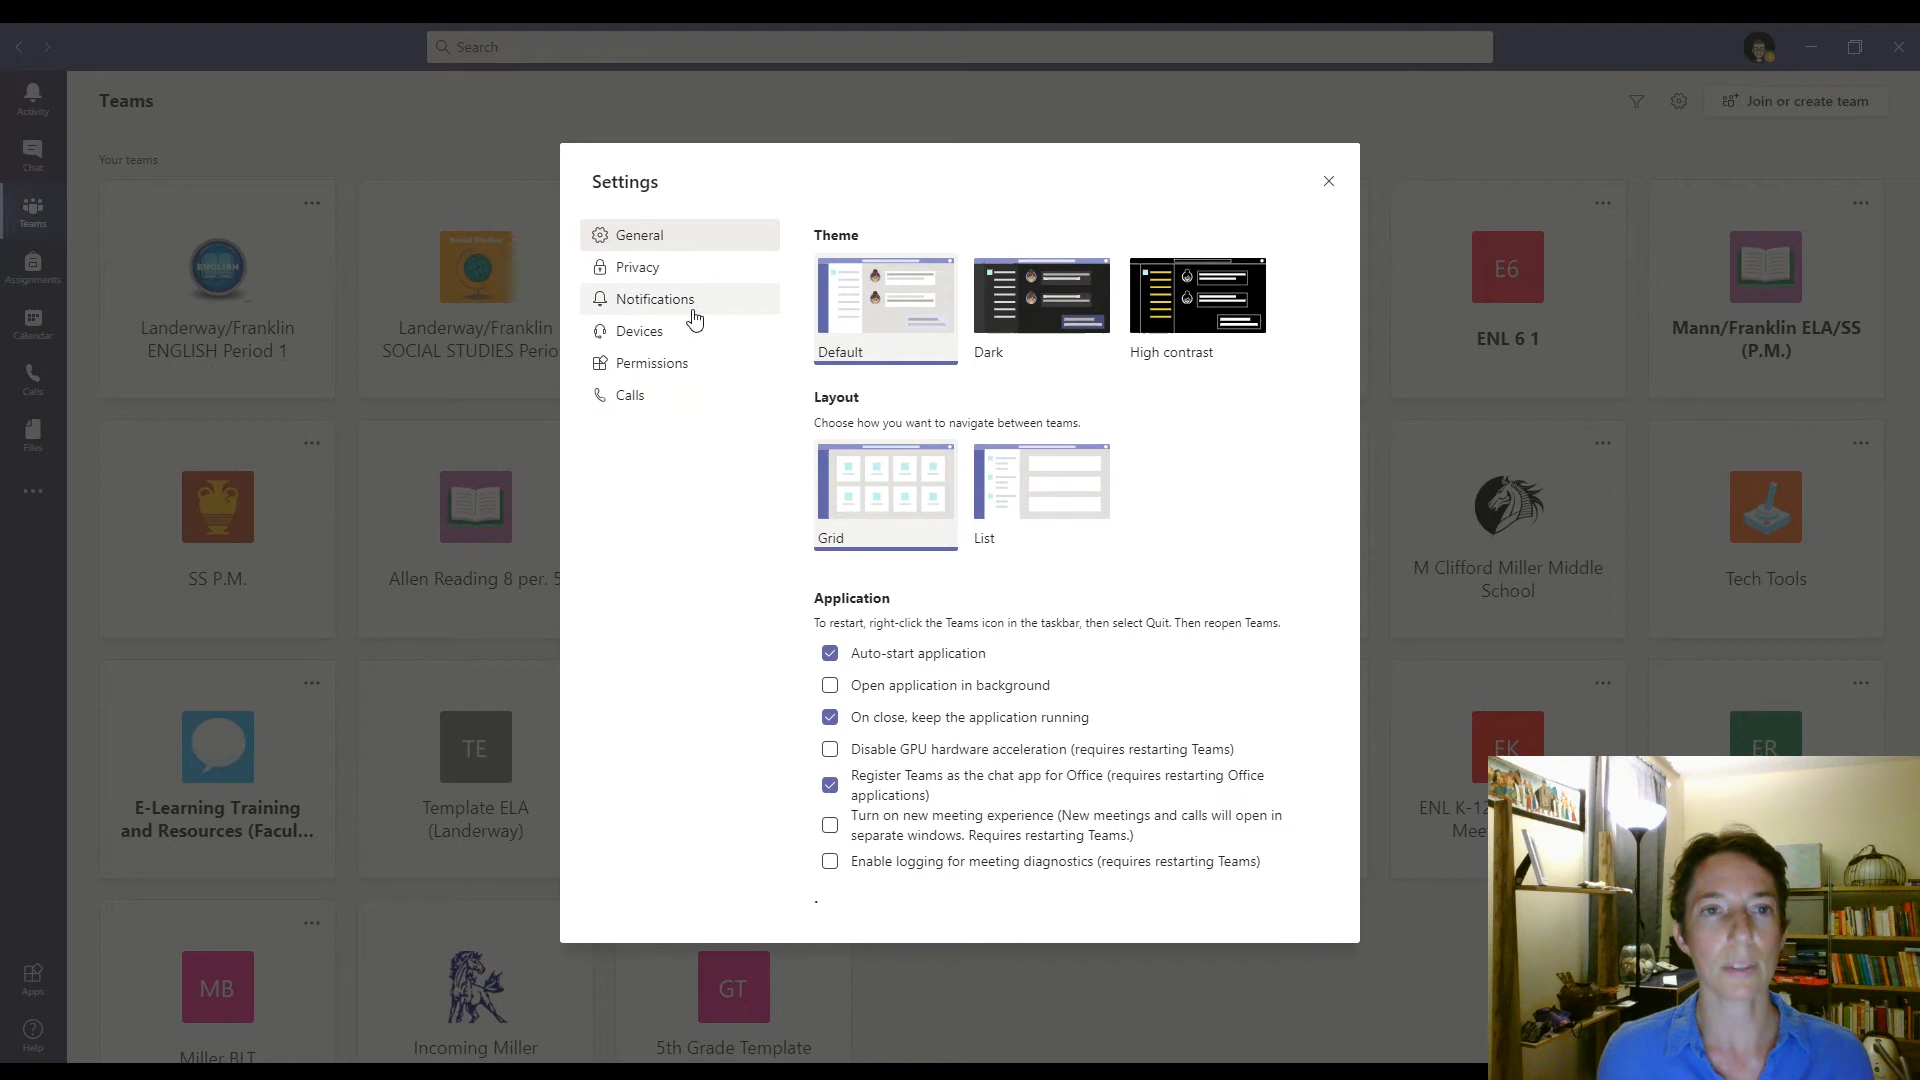 Search
Activity
Chat
Teams
Assignments
Calendar
Calls
Files
Apps
Help
Teams
Join or create team
Your teams
ENGLISH
Landerway/Franklin
ENGLISH Period 1
Landerway/Franklin
SOCIAL STUDIES Perio
E6
ENL 6 1
Mann/Franklin ELA/SS
(P.M.)
SS P.M.
Allen Reading 8 per. 5
M Clifford Miller Middle
School
Tech Tools
E-Learning Training
and Resources (Facul...
TE
Template ELA
(Landerway)
EK
ENL K-12
Mee
ER
MB
Miller BLT
Incoming Miller
GT
5th Grade Template
Settings
General
Privacy
Notifications
Devices
Permissions
Calls
Theme
Default
Dark
High contrast
Layout
Choose how you want to navigate between teams.
Grid
List
Application
To restart, right-click the Teams icon in the taskbar, then select Quit. Then reopen Teams.
Auto-start application
Open application in background
On close, keep the application running
Disable GPU hardware acceleration (requires restarting Teams)
Register Teams as the chat app for Office (requires restarting Office
applications)
Turn on new meeting experience (New meetings and calls will open in
separate windows. Requires restarting Teams.)
Enable logging for meeting diagnostics (requires restarting Teams)